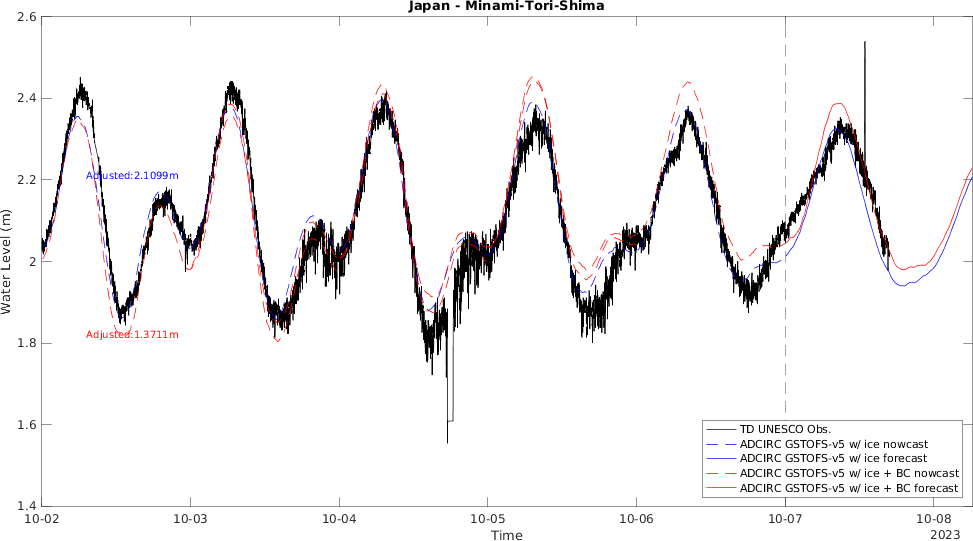 Japan - Minami-Tori-Shima
2.6
2.4
2.2
2
1.8
1.6
1.4
Water Level (m)
Adjusted:2.1099m
Adjusted:1.3711m
TD UNESCO Obs.
ADCIRC GSTOFS-v5 w/ ice nowcast
ADCIRC GSTOFS-v5 w/ ice forecast
ADCIRC GSTOFS-v5 w/ ice + BC nowcast
ADCIRC GSTOFS-v5 w/ ice + BC forecast
10-02 10-03 10-04 10-05 10-06 10-07 10-08
Time
2023